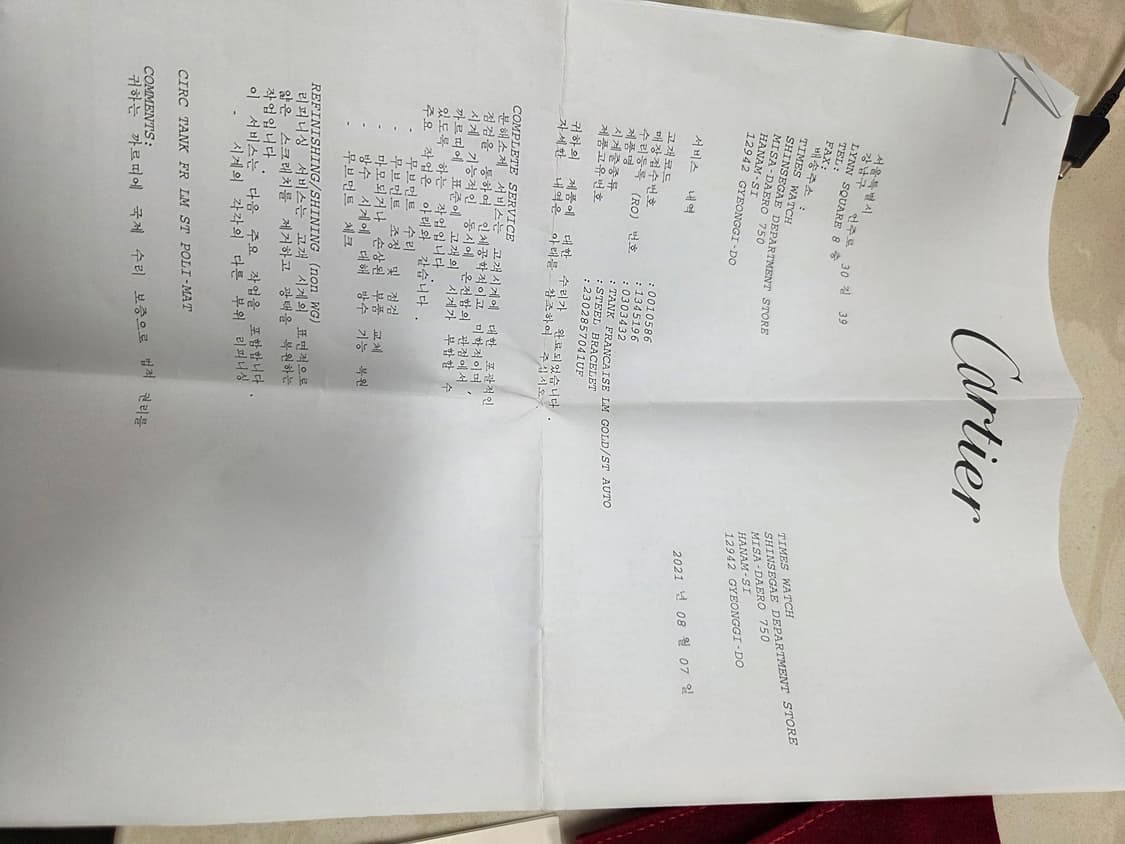 Cartier
서울특별시
강남구 언주로 30 길 39
LYNN SQUARE 8 층
TEL:
FAX:
배송주소 :
TIMES WATCH
SHINSEGAE DEPARTMENT STORE
MISA-DAERO 750
HANAM-SI
12942 GYEONGGI-DO
TIMES WATCH
SHINSEGAE DEPARTMENT STORE
MISA-DAERO 750
HANAM-SI
12942 GYEONGGI-DO
서비스 내역
2021 년 08 월 07 일
고객코드 :0010586
매장접수번호 :1345196
수리등록 (RO) 번호 :0303432
제품명 :TANK FRANCAISE LM GOLD/ST AUTO
시계줄종류 :STEEL BRACELET
제품고유번호 :2302857041UF
귀하의 제품에 대한 수리가 완료되었습니다.
자세한 내역은 아래를 참조하여 주십시오.
COMPLETE SERVICE
분해소제 서비스는 고객시계에 대한 포괄적인
점검을 통하여 인체공학적이고 미학적이며,
시계 기능적인 동시에 온전함의 관점에서
까르띠에 표준에 고객의 시계가 부합할 수
있도록 하는 작업입니다.
주요 작업은 아래와 같습니다.
- 무브먼트 수리
- 무브먼트 조정 및 점검
- 마모되거나 손상된 부품 교체
- 방수 시계에 대해 방수 기능 복원
- 무브먼트 체크
REFINISHING/SHINING (non WG)
리피니싱 서비스는 고객 시계의 표면적으로
얇은 스크래치를 제거하고 광택을 복원하는
작업입니다.
이 서비스는 다음 주요 작업을 포함합니다.
- 시계의 각각의 다른 부위 리피니싱
CIRC TANK FR LM ST POLI-MAT
COMMENTS:
귀하는 까르띠에 국제 수리 보증으로 법적 권리를